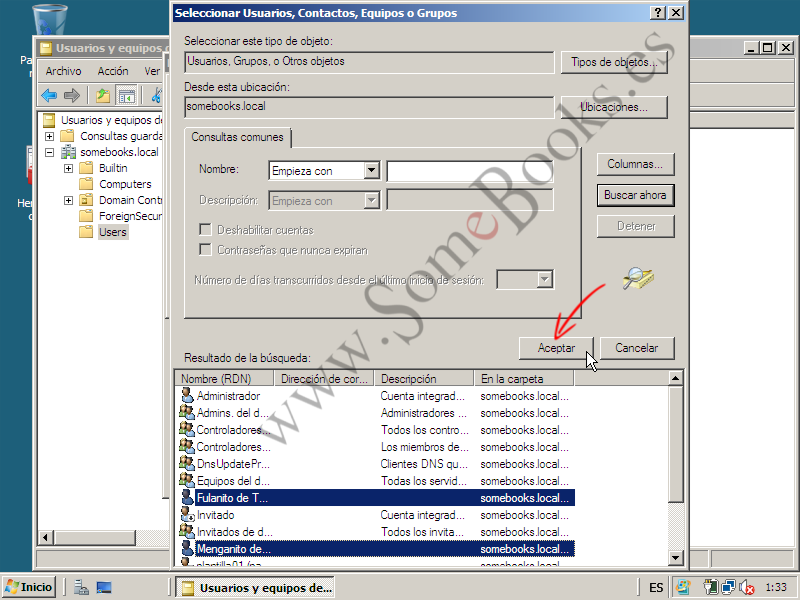 Seleccionar Usuarios, Contactos, Equipos o Grupos
Seleccionar este tipo de objeto:
Usuarios, Grupos, o Otros objetos
Tipos de objetos...
Desde esta ubicación:
somebooks.local
Ubicaciones...
Consultas comunes
Nombre:
Empieza con
Descripción:
Empieza con
Deshabilitar cuentas
Contraseñas que nunca expiran
Número de días transcurridos desde el último inicio de sesión:
Columnas...
Buscar ahora
Detener
Aceptar
Cancelar
Resultado de la búsqueda:
Nombre (RDN) Dirección de cor... Descripción En la carpeta
Administrador Cuenta integrad... somebooks.local...
Admins. del d... Administradores ... somebooks.local...
Controladores... Todos los contro... somebooks.local...
Controladores... Los miembros de... somebooks.local...
DnsUpdatePr... Clientes DNS qu... somebooks.local...
Equipos del d... Todas las servid... somebooks.local...
Fulanito de T... somebooks.local...
Invitado Cuenta integrad... somebooks.local...
Invitados de d... Todos los invita... somebooks.local...
Menganito de... somebooks.local...
Usuarios y equipos d
Archivo Acción Ver
Usuarios y equipos de
Consultas guarda
somebooks.local
Builtin
Computers
Domain Contr
ForeignSecur
Users
www.SomeBooks.es
Inicio
Usuarios y equipos de...
ES
1:33